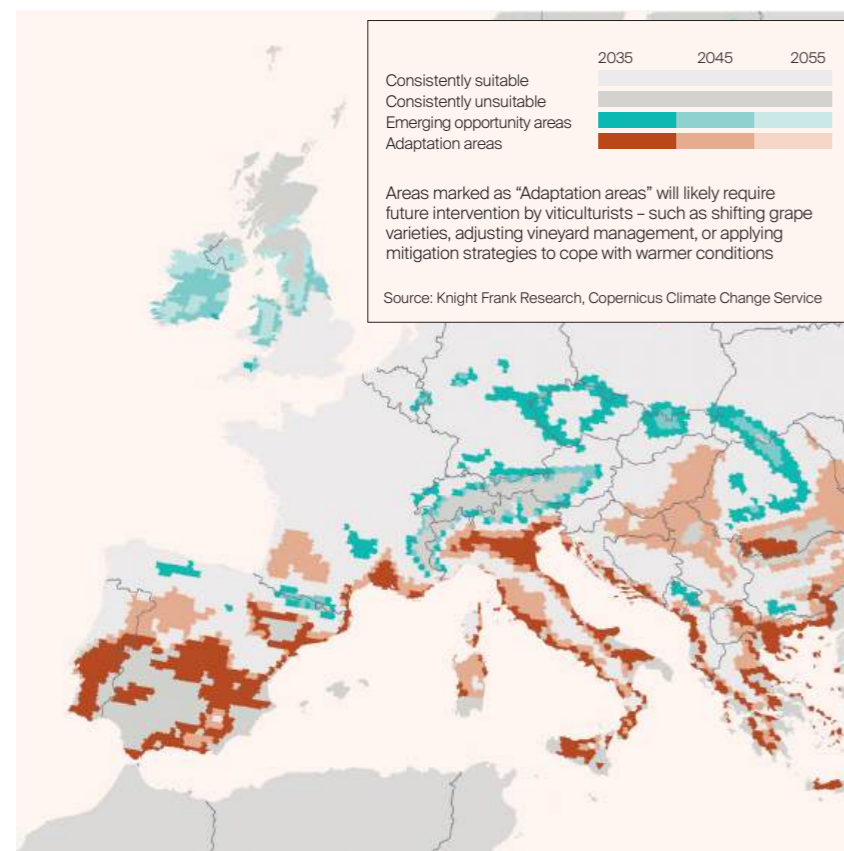 2035 2045 2055
Consistently suitable
Consistently unsuitable
Emerging opportunity areas
Adaptation areas
Areas marked as “Adaptation areas” will likely require
future intervention by viticulturists – such as shifting grape
varieties, adjusting vineyard management, or applying
mitigation strategies to cope with warmer conditions
Source: Knight Frank Research, Copernicus Climate Change Service